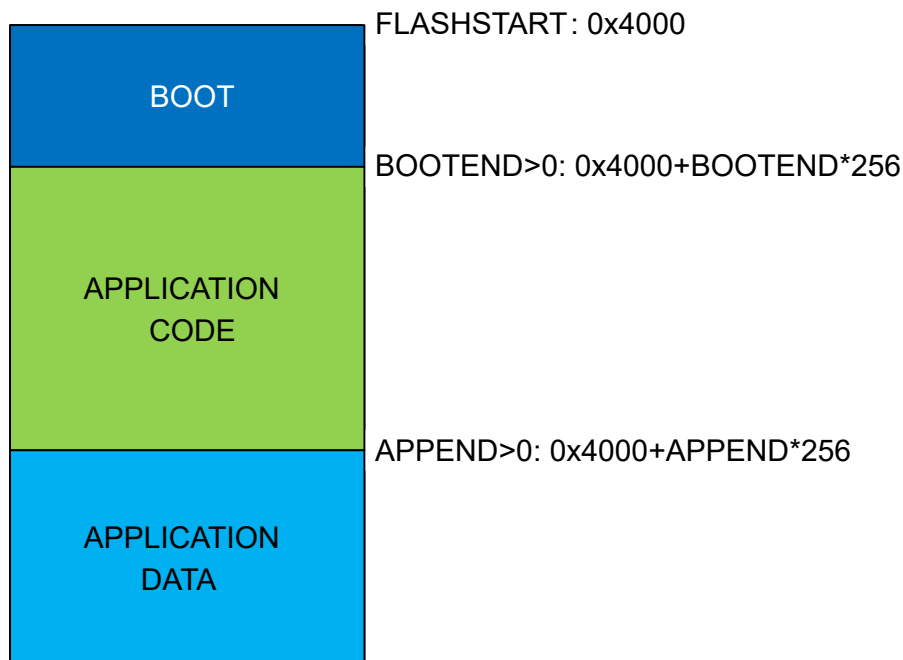 FLASHSTART: 0x4000
BOOT
BOOTEND>0: 0x4000+BOOTEND*256
APPLICATION
CODE
APPEND>0: 0x4000+APPEND*256
APPLICATION
DATA